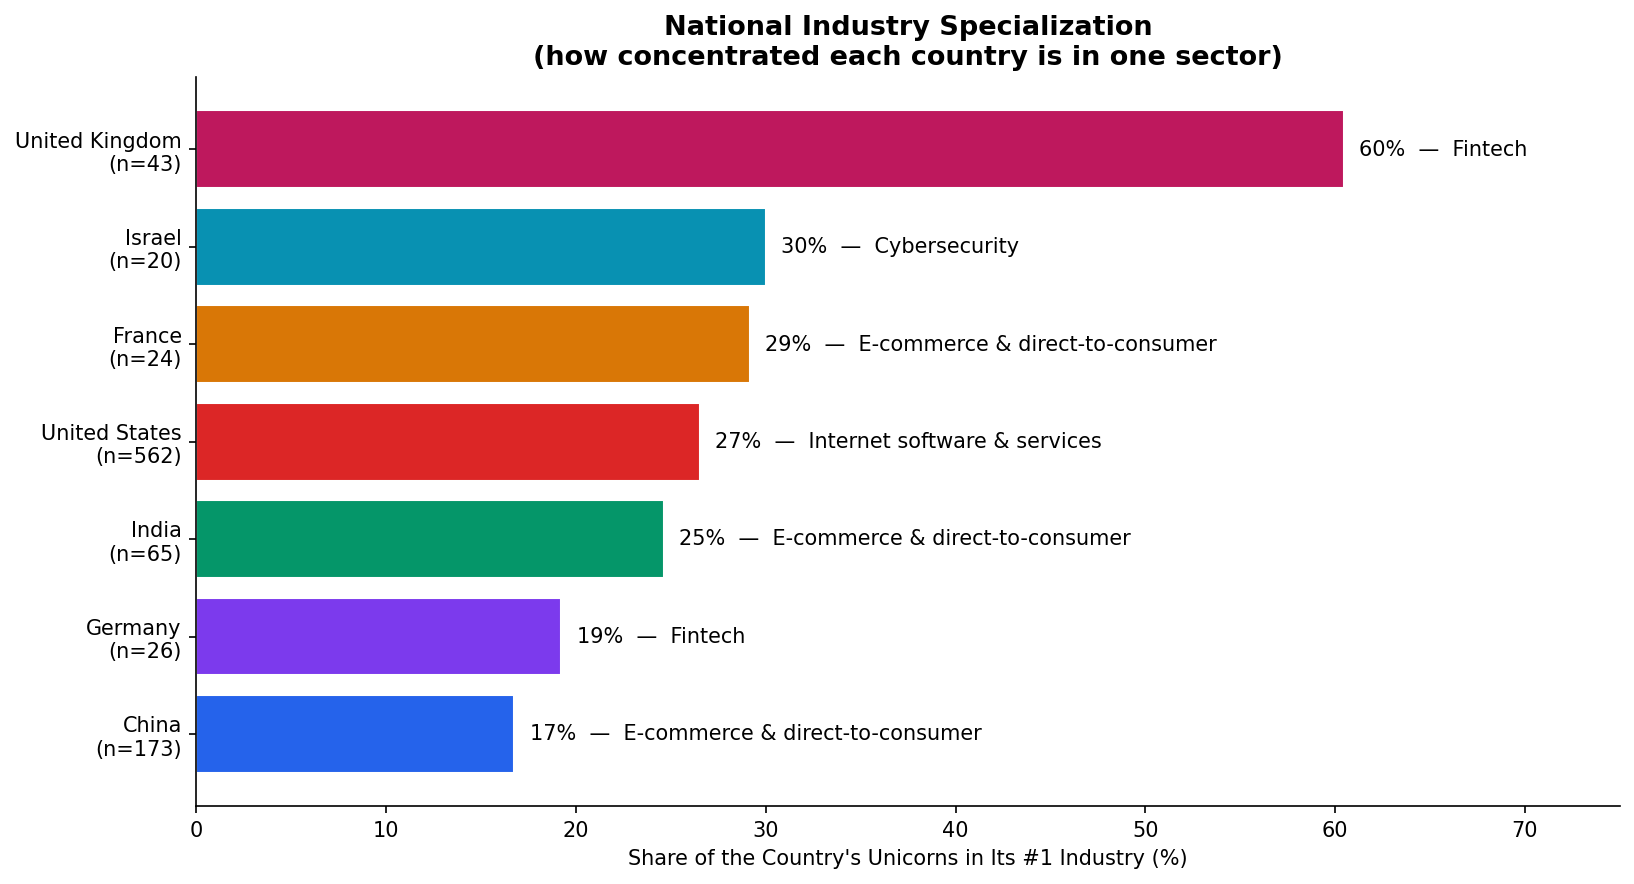 National Industry Specialization
(how concentrated each country is in one sector)
United Kingdom
(n=43)
60% — Fintech
Israel
(n=20)
30% — Cybersecurity
France
(n=24)
29% — E-commerce & direct-to-consumer
United States
(n=562)
27% — Internet software & services
India
(n=65)
25% — E-commerce & direct-to-consumer
Germany
(n=26)
19% — Fintech
China
(n=173)
17% — E-commerce & direct-to-consumer
0 10 20 30 40 50 60 70
Share of the Country's Unicorns in Its #1 Industry (%)